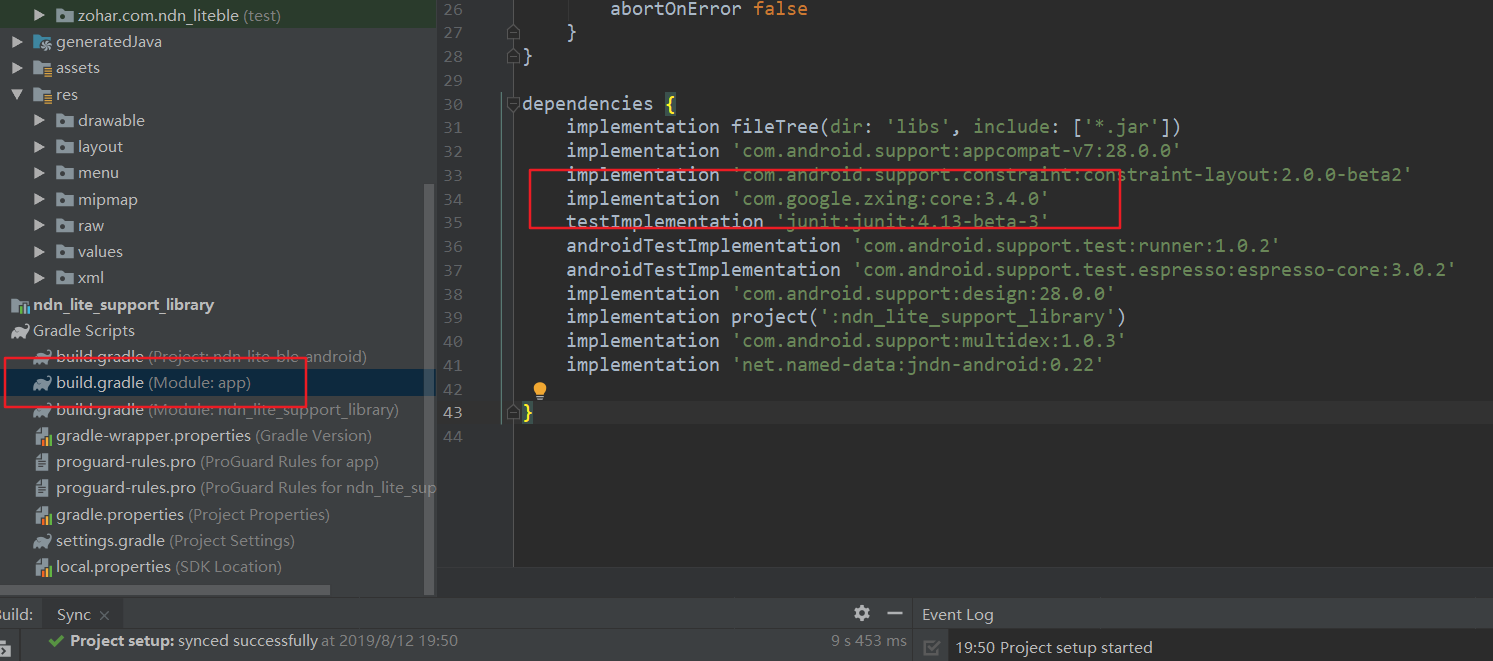 zohar.com.ndn_liteble (test)
generatedJava
assets
res
drawable
layout
menu
mipmap
raw
values
xml
ndn_lite_support_library
Gradle Scripts
build.gradle (Project: ndn-lite-ble-android)
build.gradle (Module: app)
build.gradle (Module: ndn_lite_support_library)
gradle-wrapper.properties (Gradle Version)
proguard-rules.pro (ProGuard Rules for app)
proguard-rules.pro (ProGuard Rules for ndn_lite_sup
gradle.properties (Project Properties)
settings.gradle (Project Settings)
local.properties (SDK Location)
26 abortOnError false
27 }
28 }
29
30 dependencies {
31 implementation fileTree(dir: 'libs', include: ['*.jar'])
32 implementation 'com.android.support:appcompat-v7:28.0.0'
33 implementation 'com.android.support.constraint:constraint-layout:2.0.0-beta2'
34 implementation 'com.google.zxing:core:3.4.0'
35 testImplementation 'junit:junit:4.13-beta-3'
36 androidTestImplementation 'com.android.support.test:runner:1.0.2'
37 androidTestImplementation 'com.android.support.test.espresso:espresso-core:3.0.2'
38 implementation 'com.android.support:design:28.0.0'
39 implementation project(':ndn_lite_support_library')
40 implementation 'com.android.support:multidex:1.0.3'
41 implementation 'net.named-data:jndn-android:0.22'
42
43 }
44
uild: Sync
Project setup: synced successfully at 2019/8/12 19:50 9 s 453 ms
Event Log
19:50 Project setup started